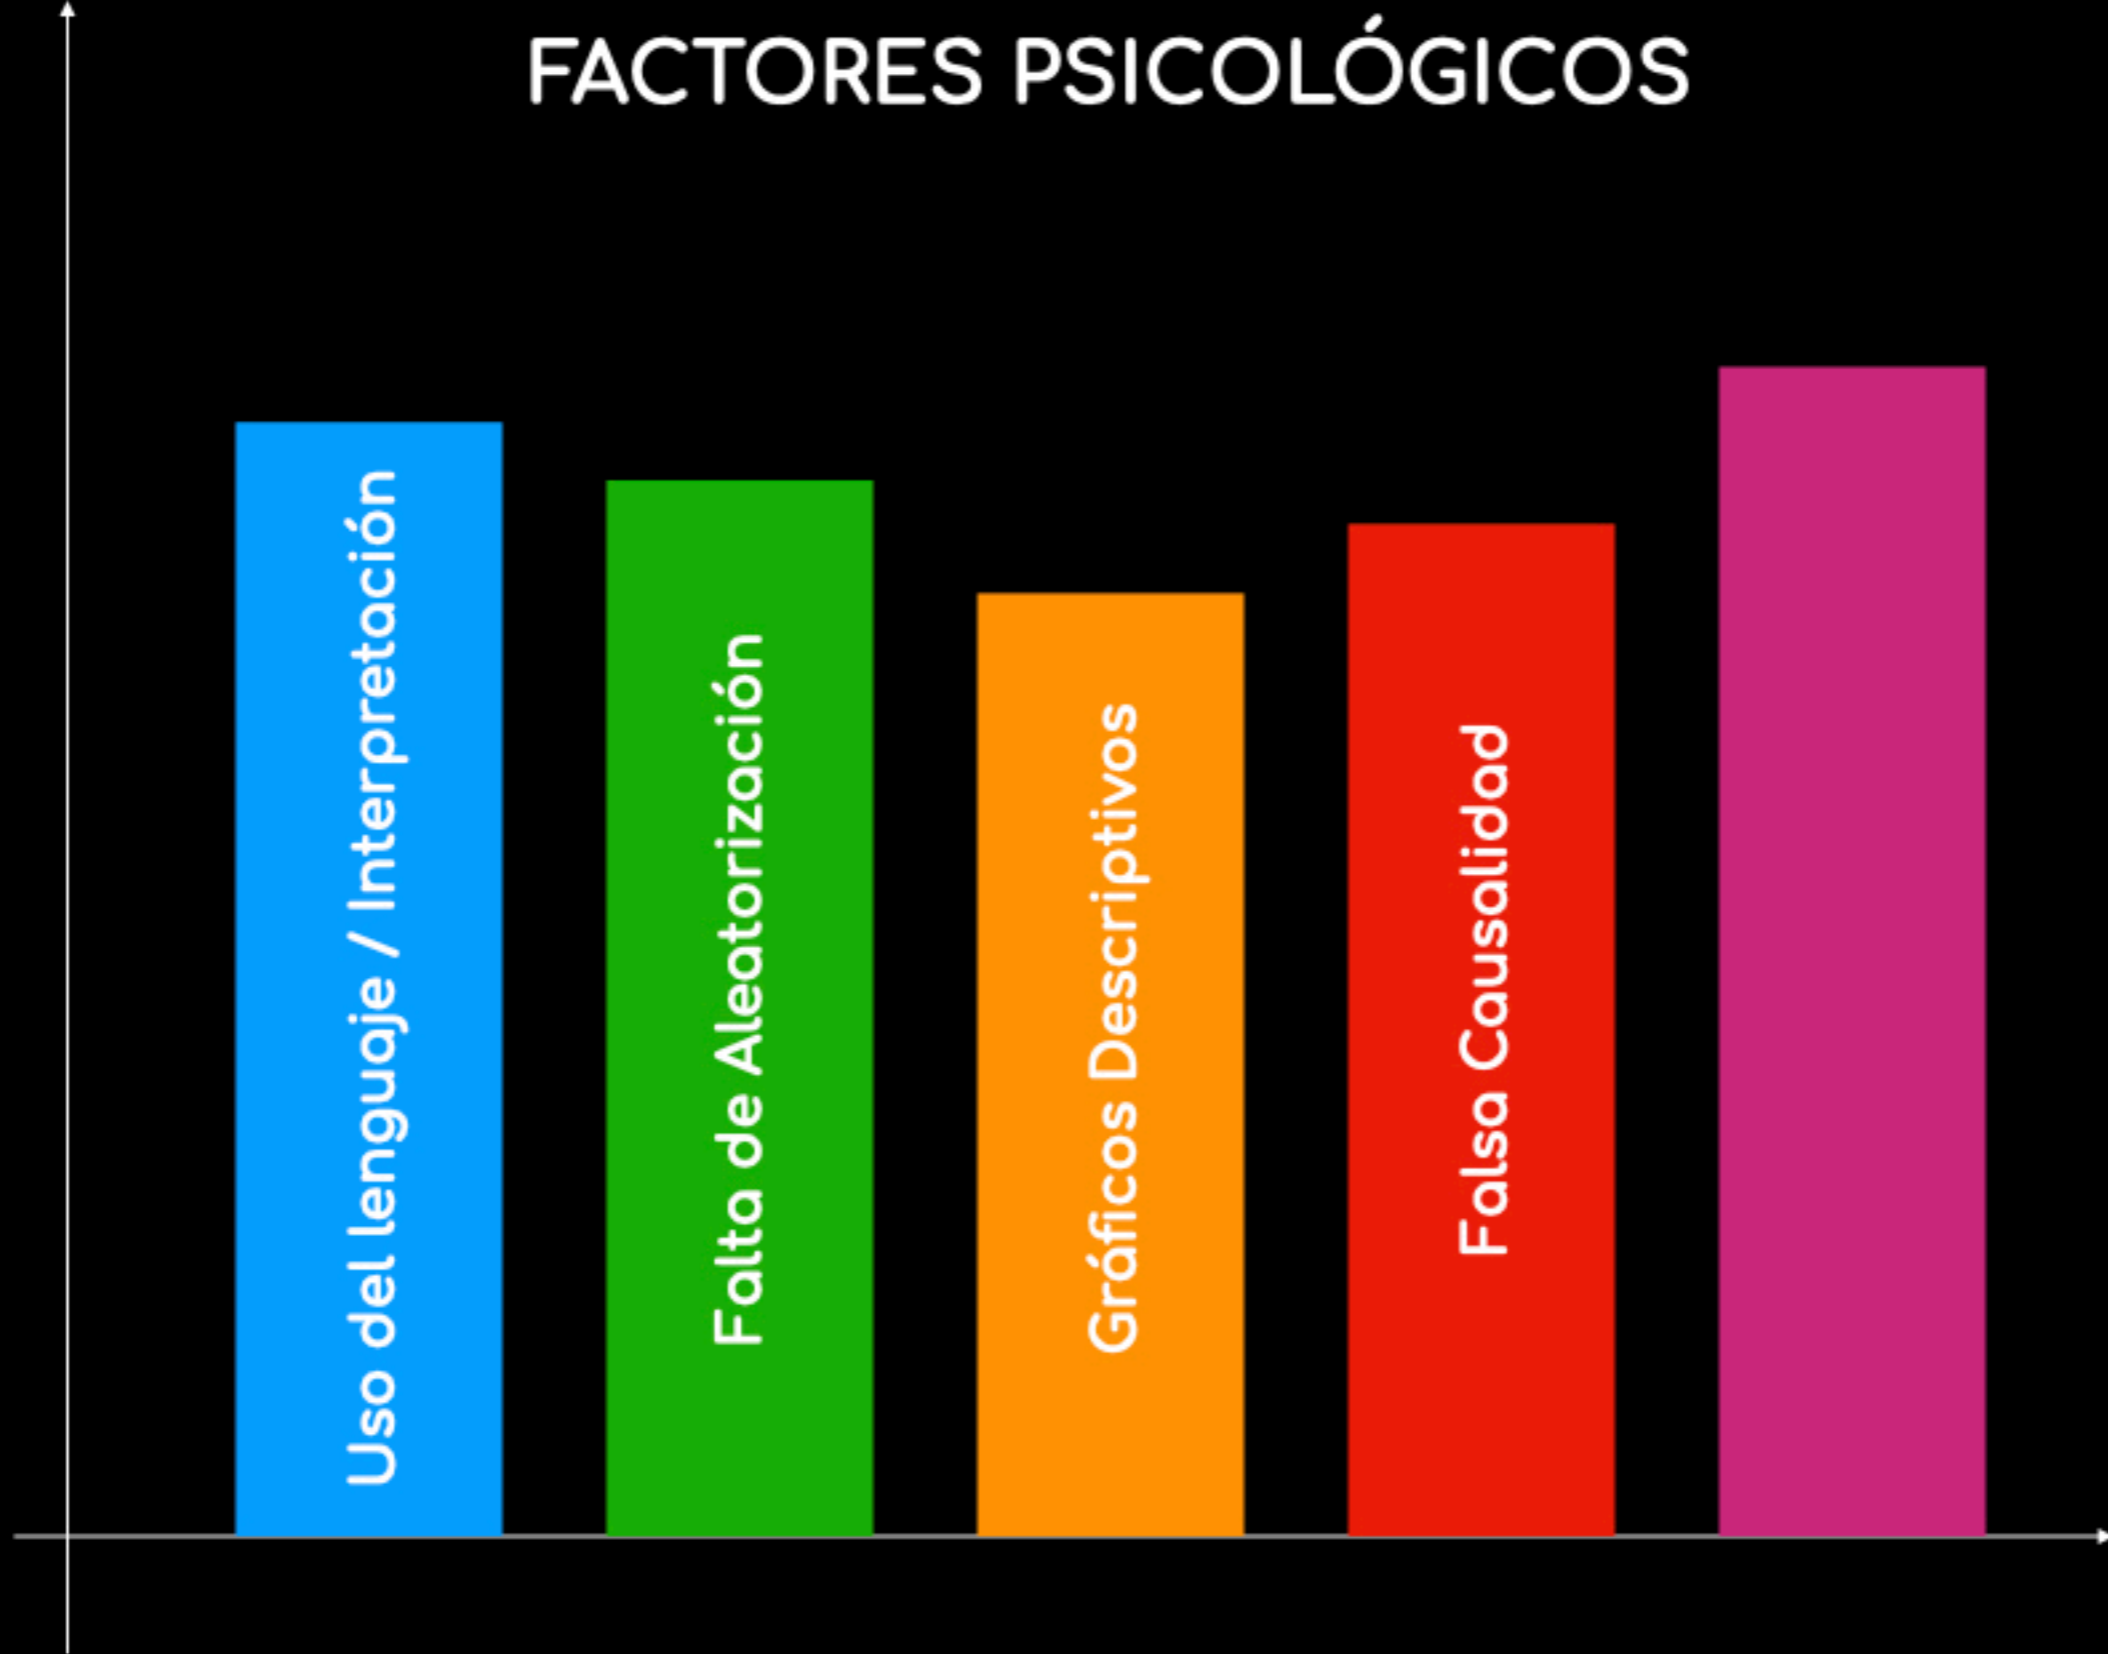 FACTORES PSICOLÓGICOS
Uso del lenguaje / Interpretación
Falta de Aleatorización
Gráficos Descriptivos
Falsa Causalidad